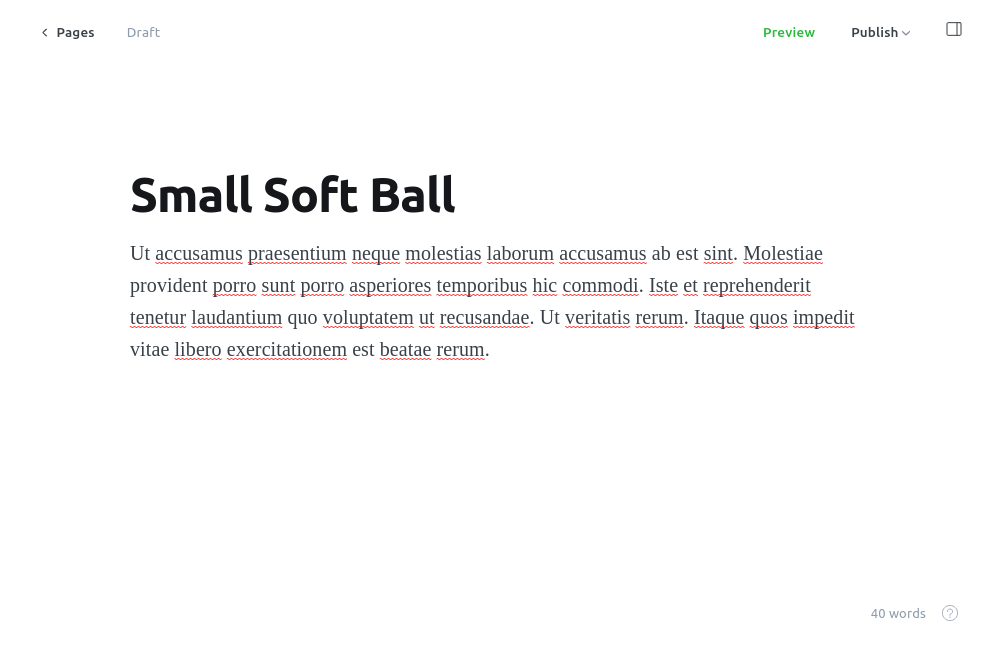 Pages
Draft
Preview
Publish
Small Soft Ball
Ut accusamus praesentium neque molestias laborum accusamus ab est sint. Molestiae
provident porro sunt porro asperiores temporibus hic commodi. Iste et reprehenderit
tenetur laudantium quo voluptatem ut recusandae. Ut veritatis rerum. Itaque quos impedit
vitae libero exercitationem est beatae rerum.
40 words
?